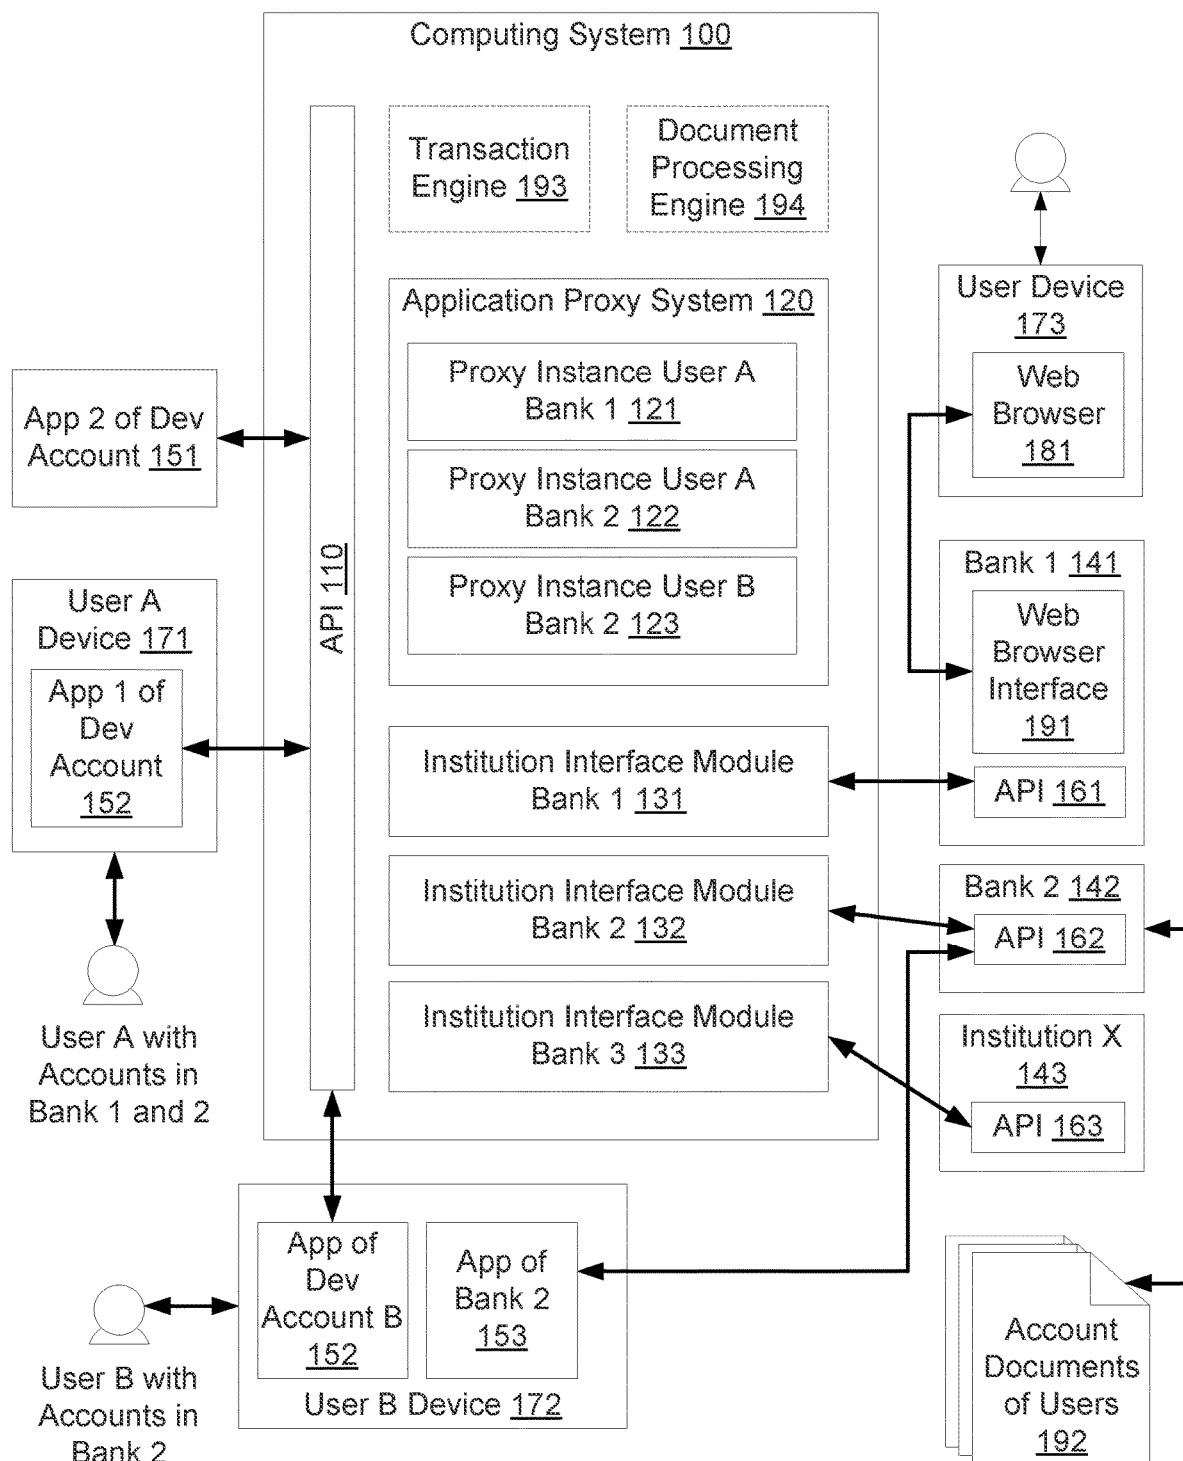 Computing System 100
Transaction
Engine 193
Document
Processing
Engine 194
Application Proxy System 120
Proxy Instance User A
Bank 1 121
Proxy Instance User A
Bank 2 122
Proxy Instance User B
Bank 2 123
API 110
Institution Interface Module
Bank 1 131
Institution Interface Module
Bank 2 132
Institution Interface Module
Bank 3 133
App 2 of Dev
Account 151
User A
Device 171
App 1 of
Dev
Account
152
User A with
Accounts in
Bank 1 and 2
User Device
173
Web
Browser
181
Bank 1 141
Web
Browser
Interface
191
API 161
Bank 2 142
API 162
Institution X
143
API 163
App of
Dev
Account B
152
App of
Bank 2
153
User B Device 172
User B with
Accounts in
Bank 2
Account
Documents
of Users
192